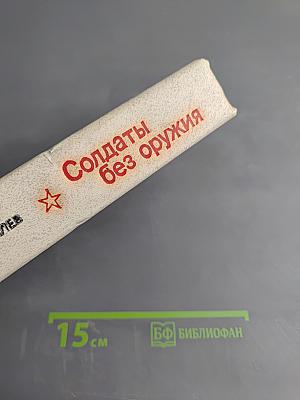 Солдаты
без оружия
15 см
БФ БИБЛИОФАН